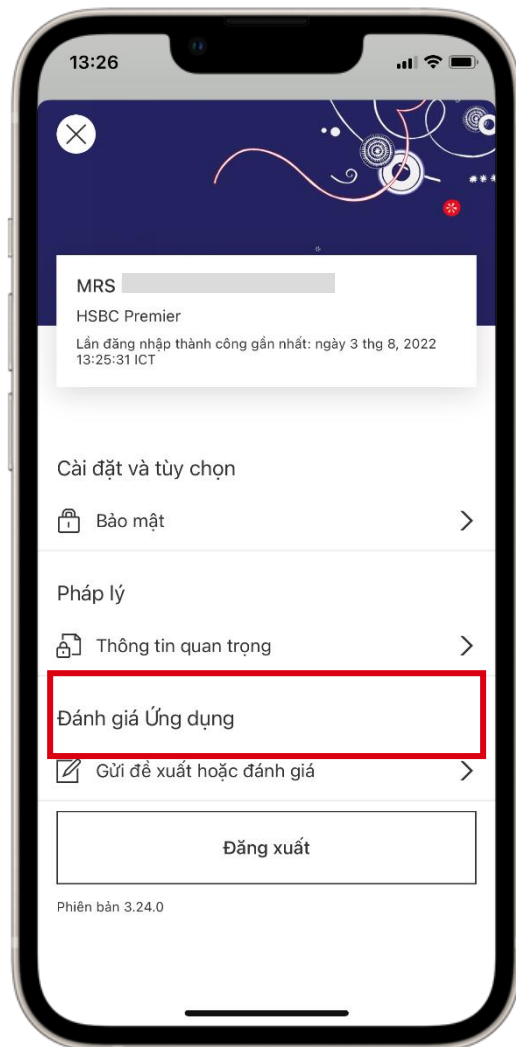 13:26
MRS
HSBC Premier
Lần đăng nhập thành công gần nhất: ngày 3 thg 8, 2022
13:25:31 ICT
Cài đặt và tùy chọn
Bảo mật
Pháp lý
Thông tin quan trọng
Đánh giá Ứng dụng
Gửi đề xuất hoặc đánh giá
Đăng xuất
Phiên bản 3.24.0